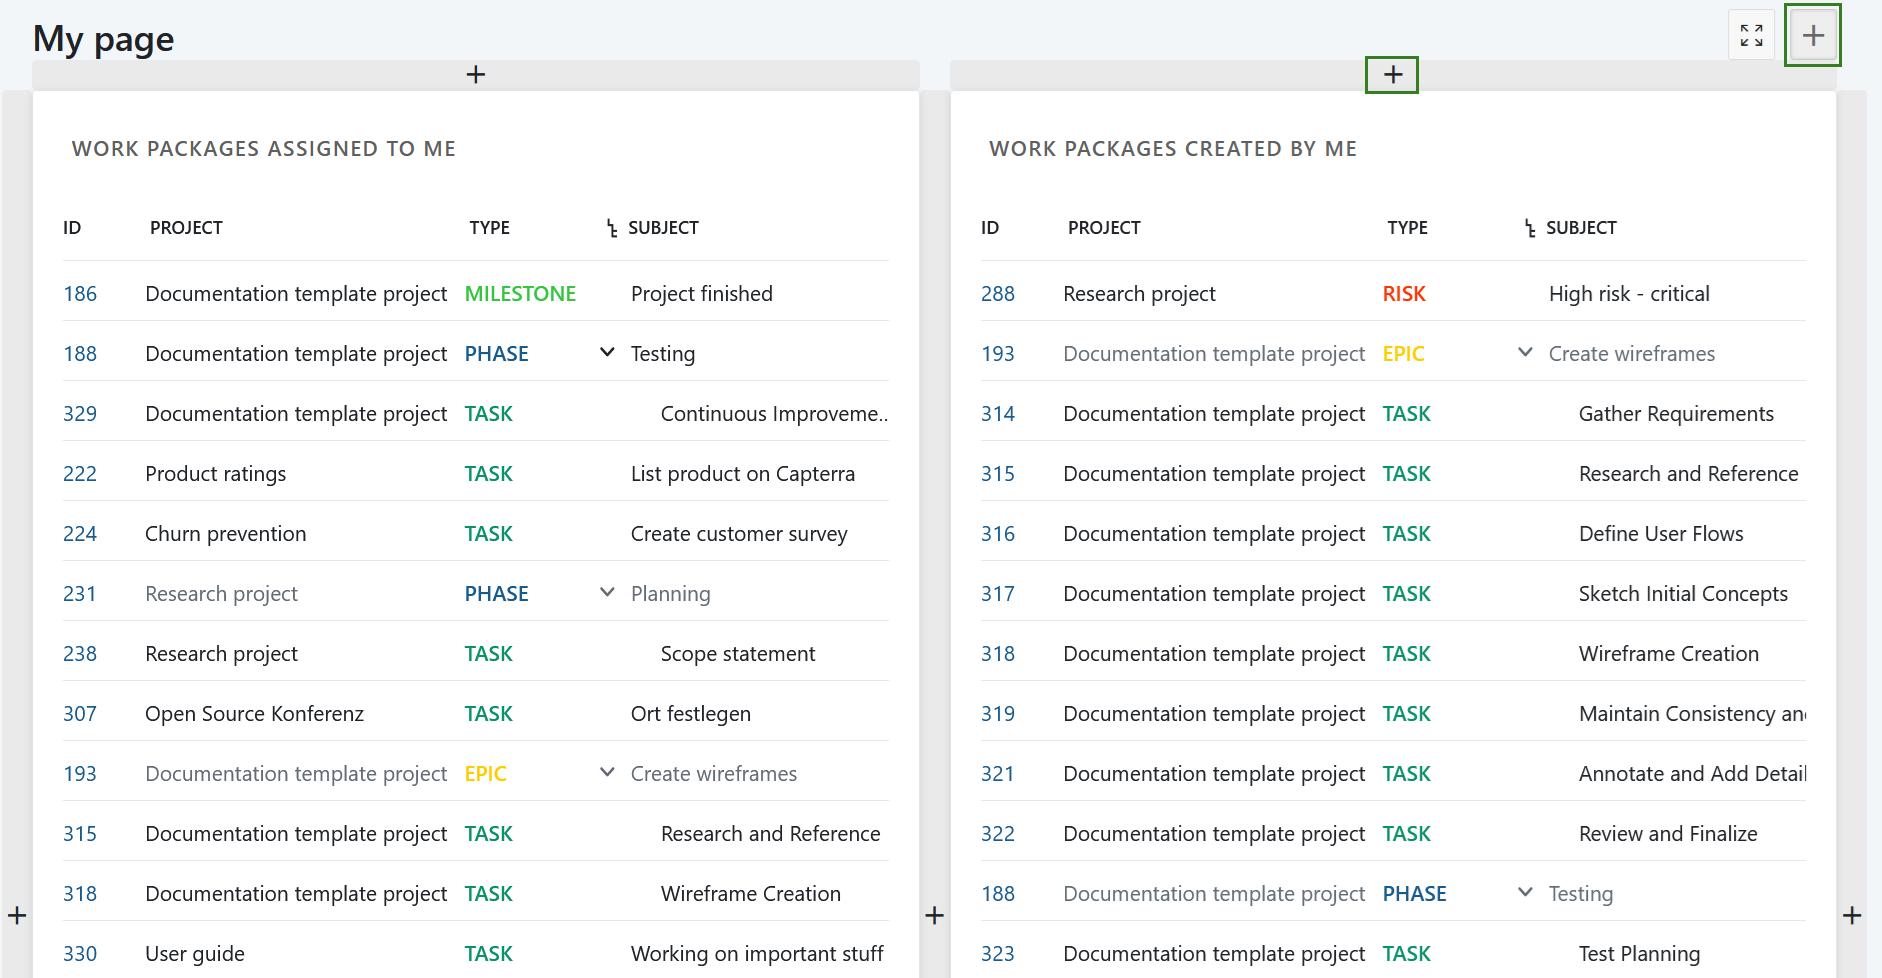 My page
WORK PACKAGES ASSIGNED TO ME
ID PROJECT TYPE SUBJECT
186 Documentation template project MILESTONE Project finished
188 Documentation template project PHASE Testing
329 Documentation template project TASK Continuous Improveme..
222 Product ratings TASK List product on Capterra
224 Churn prevention TASK Create customer survey
231 Research project PHASE Planning
238 Research project TASK Scope statement
307 Open Source Konferenz TASK Ort festlegen
193 Documentation template project EPIC Create wireframes
315 Documentation template project TASK Research and Reference
318 Documentation template project TASK Wireframe Creation
330 User guide TASK Working on important stuff
WORK PACKAGES CREATED BY ME
ID PROJECT TYPE SUBJECT
288 Research project RISK High risk - critical
193 Documentation template project EPIC Create wireframes
314 Documentation template project TASK Gather Requirements
315 Documentation template project TASK Research and Reference
316 Documentation template project TASK Define User Flows
317 Documentation template project TASK Sketch Initial Concepts
318 Documentation template project TASK Wireframe Creation
319 Documentation template project TASK Maintain Consistency an
321 Documentation template project TASK Annotate and Add Detail
322 Documentation template project TASK Review and Finalize
188 Documentation template project PHASE Testing
323 Documentation template project TASK Test Planning